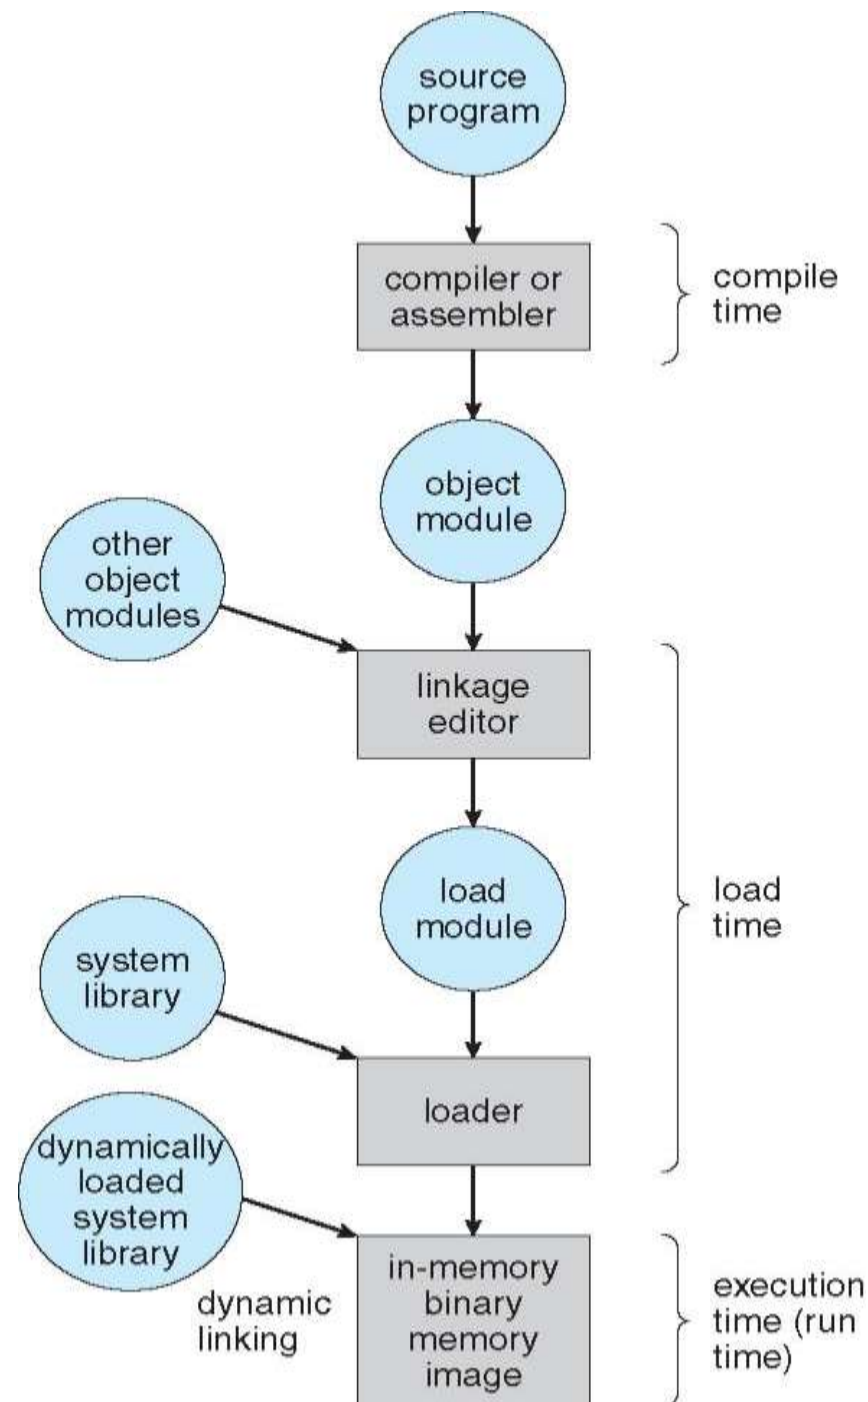 source
program
compiler or
assembler
compile
time
object
module
other
object
modules
linkage
editor
load
module
load
time
system
library
loader
dynamically
loaded
system
library
dynamic
linking
in-memory
binary
memory
image
execution
time (run
time)